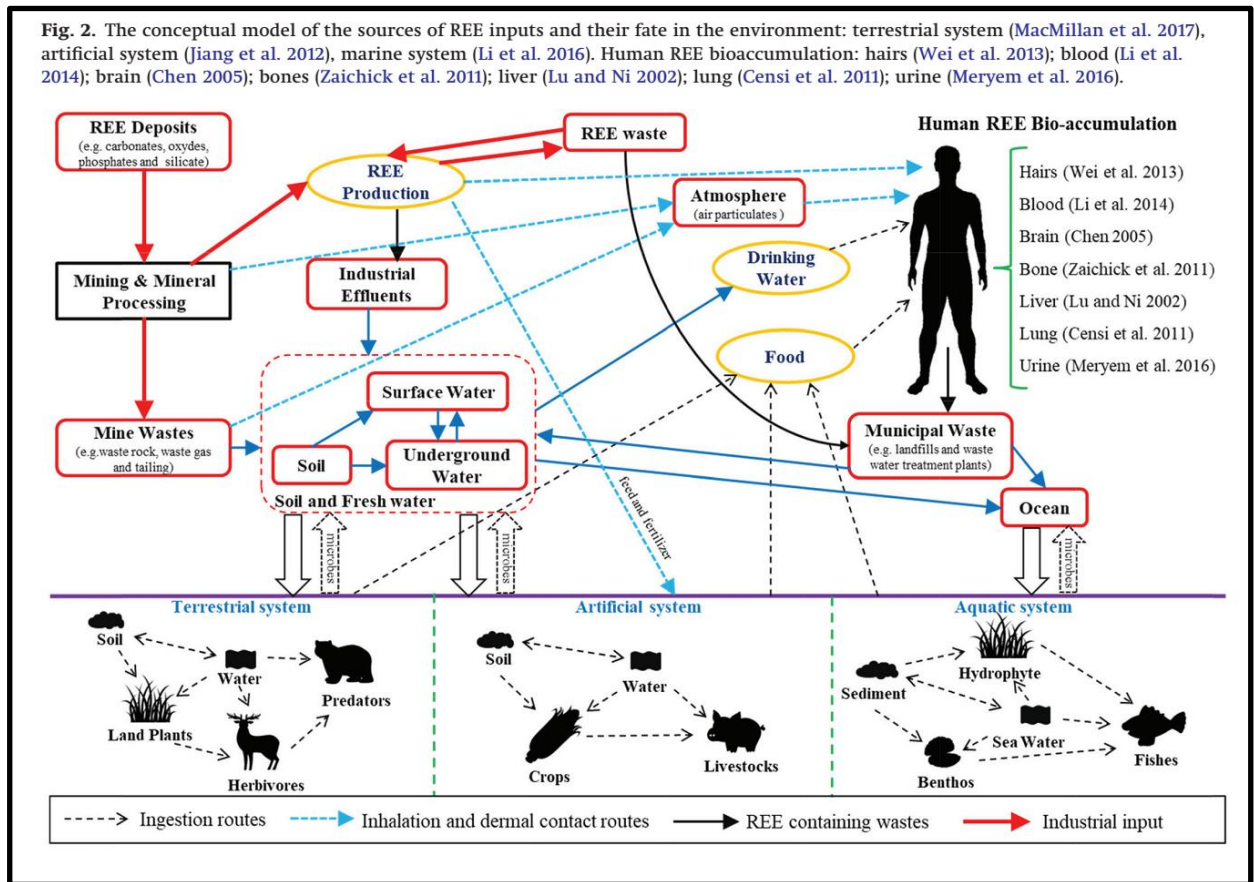 Fig. 2. The conceptual model of the sources of REE inputs and their fate in the environment: terrestrial system (MacMillan et al. 2017),
artificial system (Jiang et al. 2012), marine system (Li et al. 2016). Human REE bioaccumulation: hairs (Wei et al. 2013); blood (Li et al.
2014); brain (Chen 2005); bones (Zaichick et al. 2011); liver (Lu and Ni 2002); lung (Censi et al. 2011); urine (Meryem et al. 2016).
REE Deposits
(e.g. carbonates, oxydes,
phosphates and silicate)
REE waste
Human REE Bio-accumulation
REE
Production
Atmosphere
(air particulates )
Hairs (Wei et al. 2013)
Blood (Li et al. 2014)
Brain (Chen 2005)
Bone (Zaichick et al. 2011)
Liver (Lu and Ni 2002)
Lung (Censi et al. 2011)
Urine (Meryem et al. 2016)
Mining & Mineral
Processing
Industrial
Effluents
Drinking
Water
Food
Mine Wastes
(e.g.waste rock, waste gas
and tailing)
Surface Water
Soil
Underground
Water
Soil and Fresh water
Municipal Waste
(e.g. landfills and waste
water treatment plants)
Ocean
feed and fertilizer
microbes
microbes
microbes
Terrestrial system
Soil
Water
Predators
Land Plants
Herbivores
Artificial system
Soil
Water
Crops
Livestocks
Aquatic system
Hydrophyte
Sediment
Sea Water
Fishes
Benthos
Ingestion routes
Inhalation and dermal contact routes
REE containing wastes
Industrial input